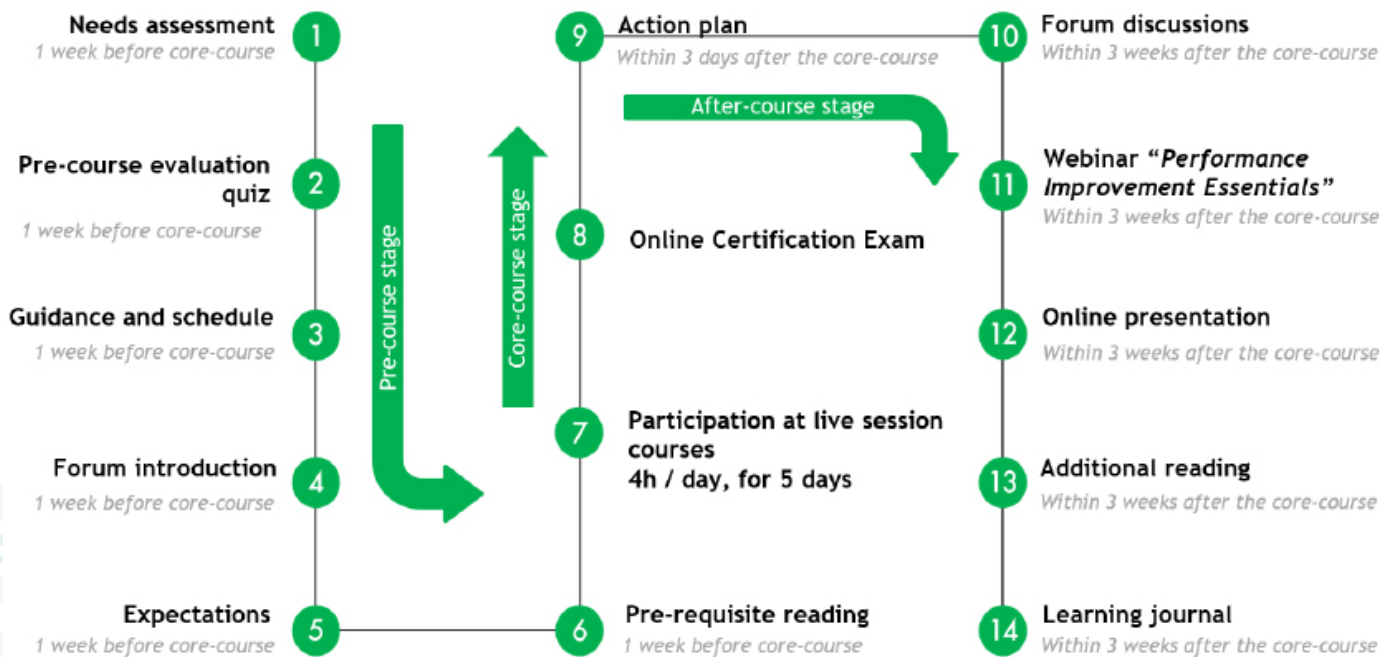 1
Needs assessment
1 week before core-course
2
Pre-course evaluation
quiz
1 week before core-course
3
Guidance and schedule
1 week before core-course
4
Forum introduction
1 week before core-course
5
Expectations
1 week before core-course
Pre-course stage
6
Pre-requisite reading
1 week before core-course
7
Participation at live session
courses
4h / day, for 5 days
Core-course stage
8
Online Certification Exam
9
Action plan
Within 3 days after the core-course
After-course stage
10
Forum discussions
Within 3 weeks after the core-course
11
Webinar “Performance
Improvement Essentials”
Within 3 weeks after the core-course
12
Online presentation
Within 3 weeks after the core-course
13
Additional reading
Within 3 weeks after the core-course
14
Learning journal
Within 3 weeks after the core-course